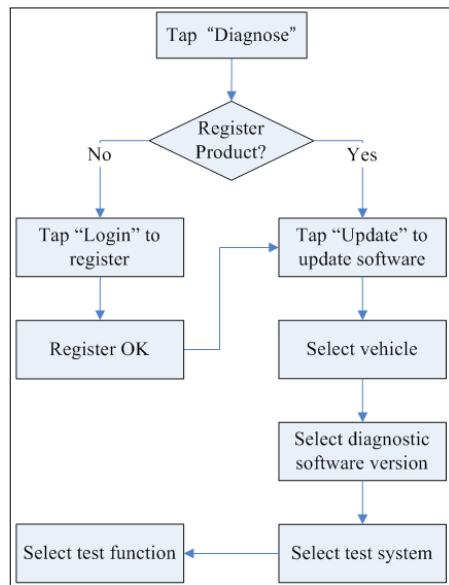 Tap “Diagnose”
Register
Product?
No
Yes
Tap “Login” to
register
Tap “Update” to
update software
Register OK
Select vehicle
Select diagnostic
software version
Select test function
Select test system